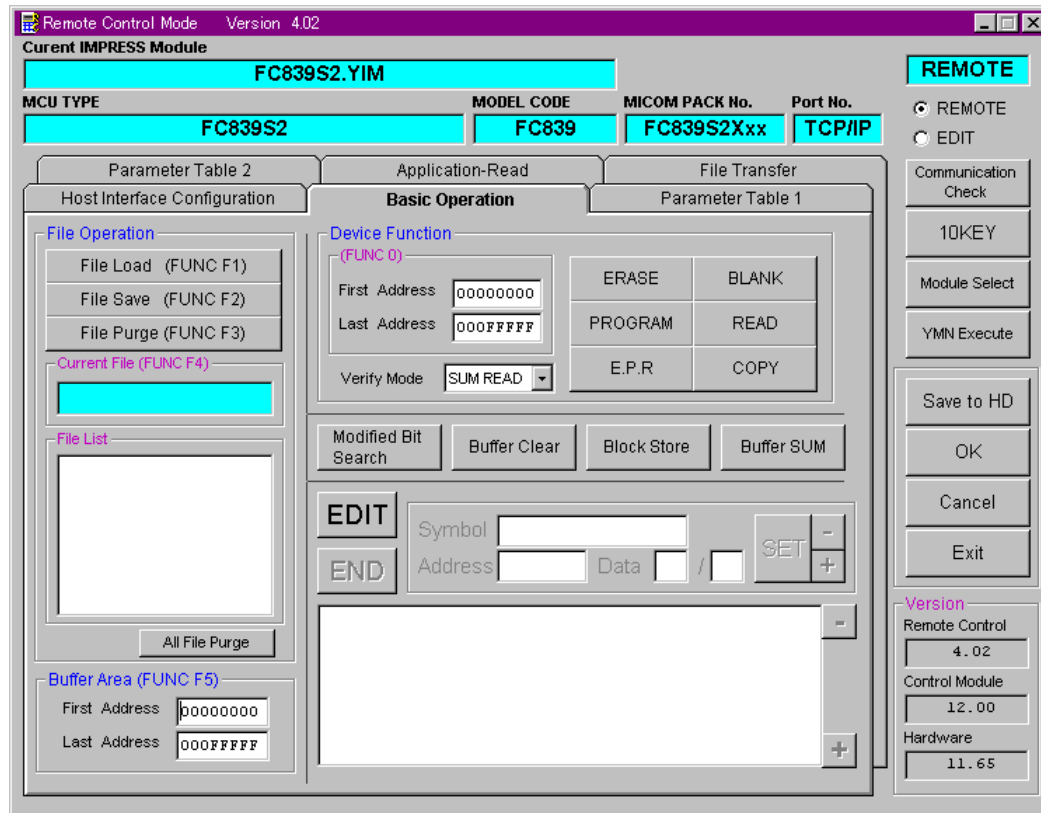 Remote Control Mode Version 4.02
Curent IMPRESS Module
FC839S2.YIM
REMOTE
MCU TYPE
MODEL CODE
MICOM PACK No.
Port No.
FC839S2
FC839
FC839S2Xxx
TCP/IP
REMOTE
EDIT
Parameter Table 2
Application-Read
File Transfer
Host Interface Configuration
Basic Operation
Parameter Table 1
File Operation
File Load (FUNC F1)
File Save (FUNC F2)
File Purge (FUNC F3)
Current File (FUNC F4)
File List
All File Purge
Buffer Area (FUNC F5)
First Address 00000000
Last Address 000FFFFF
Device Function
(FUNC 0)
First Address 00000000
Last Address 000FFFFF
Verify Mode SUM READ
ERASE BLANK
PROGRAM READ
E.P.R COPY
Modified Bit
Search
Buffer Clear
Block Store
Buffer SUM
EDIT
END
Symbol
Address
Data /
SET
-
+
-
+
Communication
Check
10KEY
Module Select
YMN Execute
Save to HD
OK
Cancel
Exit
Version
Remote Control
4.02
Control Module
12.00
Hardware
11.65